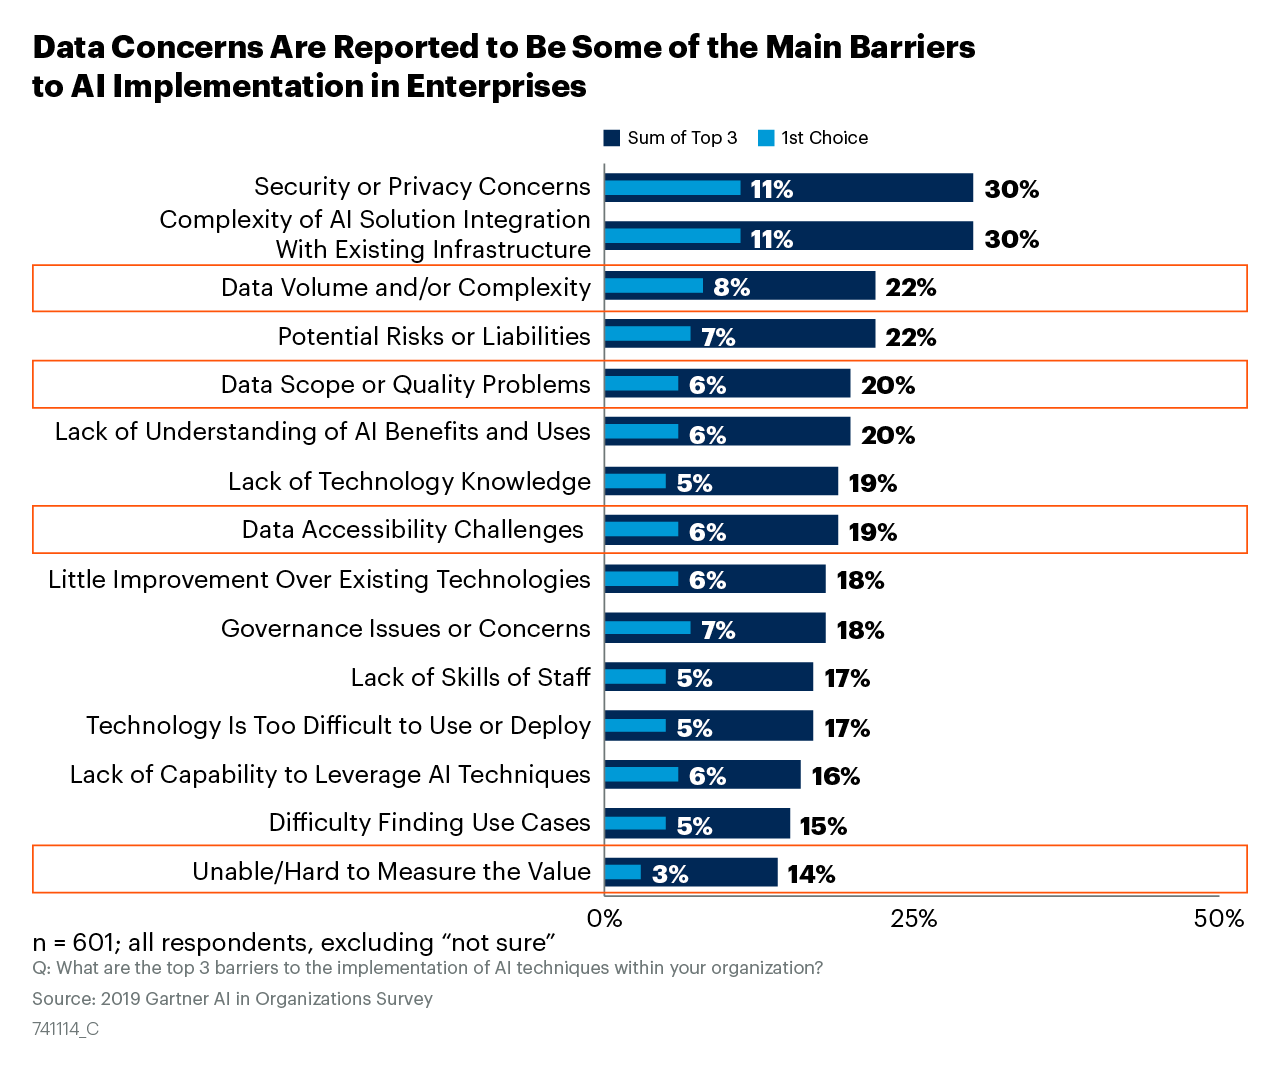 Data Concerns Are Reported to Be Some of the Main Barriers
to AI Implementation in Enterprises
Sum of Top 3 1st Choice
Security or Privacy Concerns 11% 30%
Complexity of AI Solution Integration
With Existing Infrastructure 11% 30%
Data Volume and/or Complexity 8% 22%
Potential Risks or Liabilities 7% 22%
Data Scope or Quality Problems 6% 20%
Lack of Understanding of AI Benefits and Uses 6% 20%
Lack of Technology Knowledge 5% 19%
Data Accessibility Challenges 6% 19%
Little Improvement Over Existing Technologies 6% 18%
Governance Issues or Concerns 7% 18%
Lack of Skills of Staff 5% 17%
Technology Is Too Difficult to Use or Deploy 5% 17%
Lack of Capability to Leverage AI Techniques 6% 16%
Difficulty Finding Use Cases 5% 15%
Unable/Hard to Measure the Value 3% 14%
0% 25% 50%
n = 601; all respondents, excluding “not sure”
Q: What are the top 3 barriers to the implementation of AI techniques within your organization?
Source: 2019 Gartner AI in Organizations Survey
741114_C